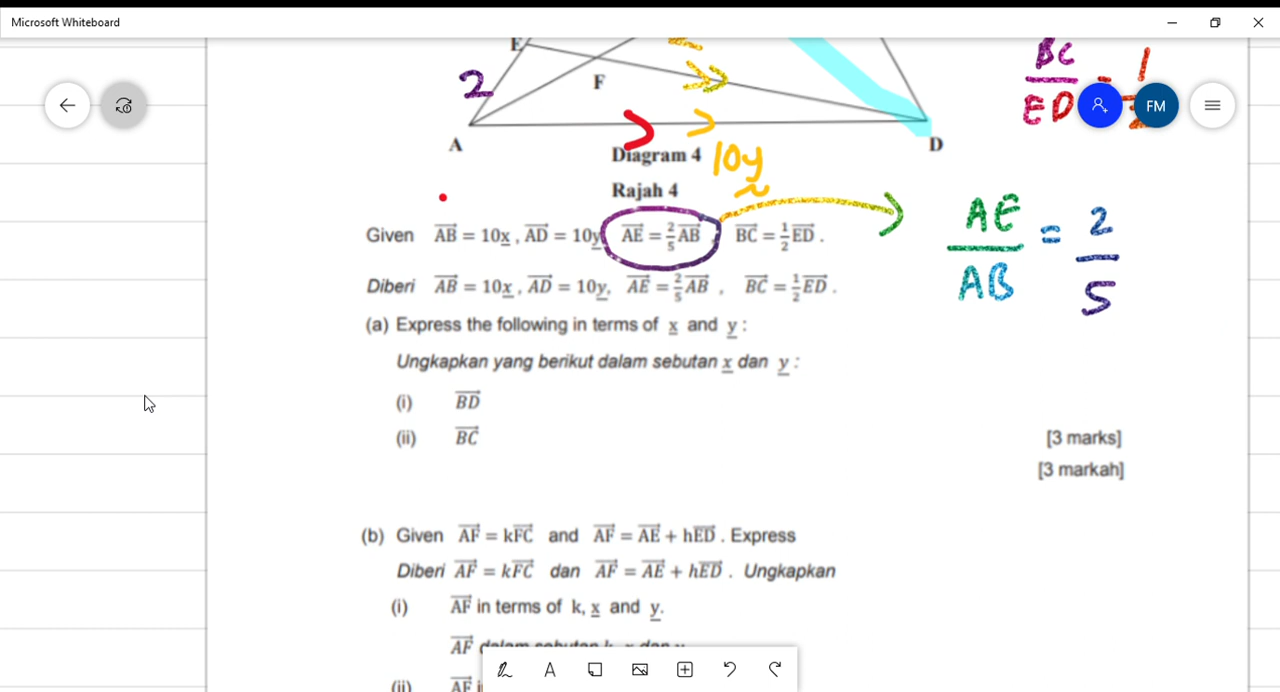 Microsoft Whiteboard
E
BC
ED
1
2
F
FM
A
D
Diagram 4
10y
Rajah 4
Given AB = 10x , AD = 10y AE = 2/5 AB BC = 1/2 ED .
AE/AB = 2/5
Diberi AB = 10x , AD = 10y, AE = 2/5 AB , BC = 1/2 ED .
(a) Express the following in terms of x and y :
Ungkapkan yang berikut dalam sebutan x dan y :
(i) BD
(ii) BC
[3 marks]
[3 markah]
(b) Given AF = kFC and AF = AE + hED . Express
Diberi AF = kFC dan AF = AE + hED . Ungkapkan
(i) AF in terms of k, x and y.
AF
(ii) AF